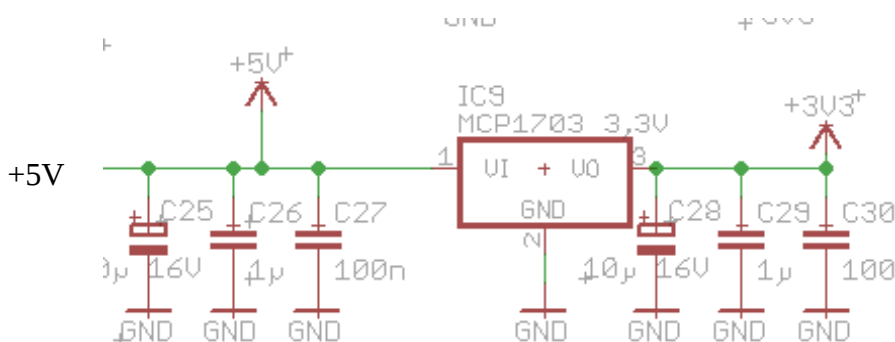 +5V
IC9
MCP1703 3,3V
+3V3
+5V
1
VI
VO
3
GND
2
C25
C26
C27
C28
C29
C30
16V
1µ
100n
10µ 16V
1µ
100
GND
GND
GND
GND
GND
GND
GND